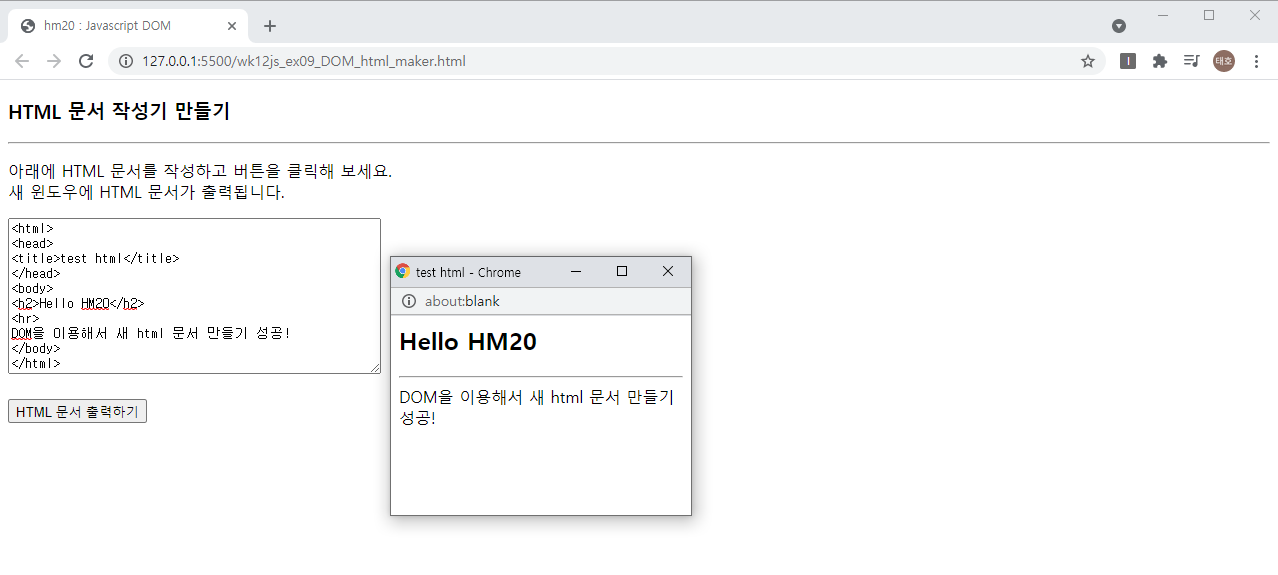 hm20 : Javascript DOM
127.0.0.1:5500/wk12js_ex09_DOM_html_maker.html
태호
HTML 문서 작성기 만들기
아래에 HTML 문서를 작성하고 버튼을 클릭해 보세요.
새 윈도우에 HTML 문서가 출력됩니다.
<html>
<head>
<title>test html</title>
</head>
<body>
<h2>Hello HM20</h2>
<hr>
DOM을 이용해서 새 html 문서 만들기 성공!
</body>
</html>
HTML 문서 출력하기
test html - Chrome
about:blank
Hello HM20
DOM을 이용해서 새 html 문서 만들기
성공!